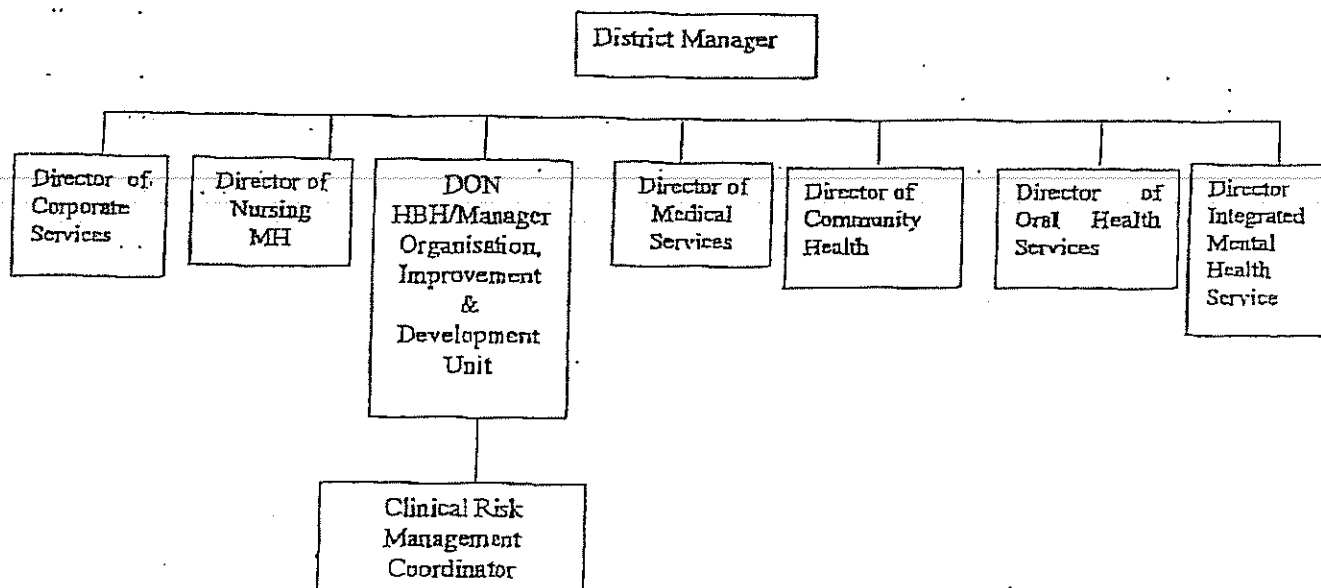 District Manager
Director of
Corporate
Services
Director of
Nursing
MH
DON
HBH/Manager
Organisation,
Improvement
&
Development
Unit
Director of
Medical
Services
Director of
Community
Health
Director of
Oral Health
Services
Director
Integrated
Mental
Health
Service
Clinical Risk
Management
Coordinator